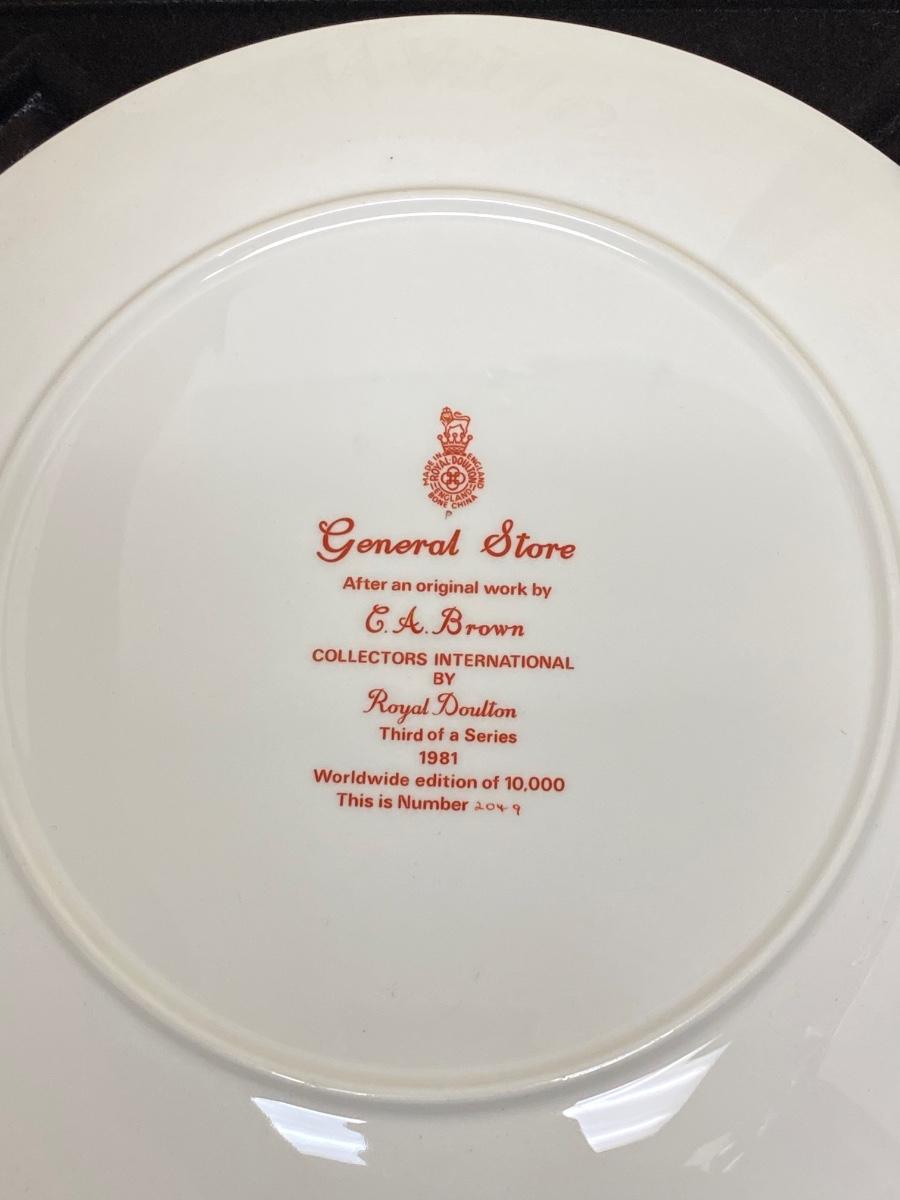 MADE IN ENGLAND
ROYAL DOULTON
ENGLAND
BONE CHINA
P
General Store
After an original work by
C.A. Brown
COLLECTORS INTERNATIONAL
BY
Royal Doulton
Third of a Series
1981
Worldwide edition of 10,000
This is Number 2049